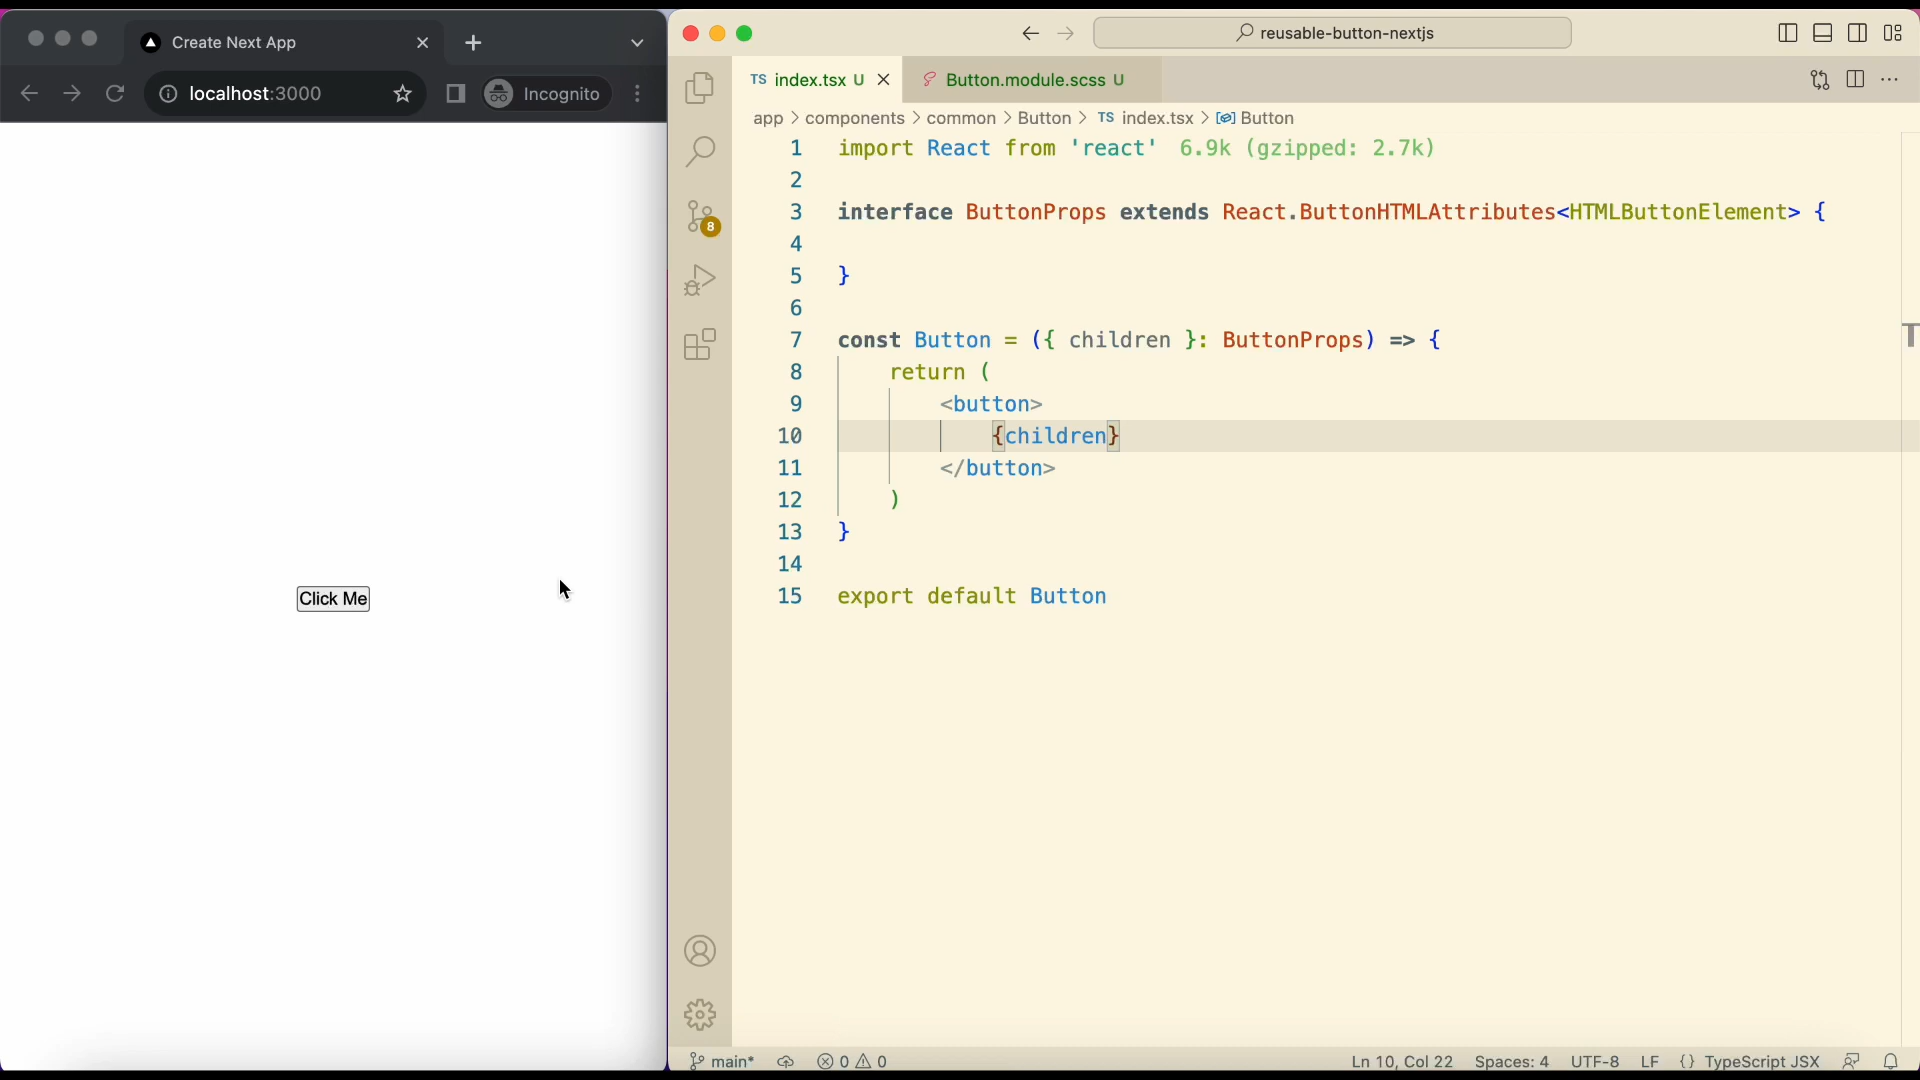 Create Next App
localhost:3000
Incognito
Click Me
reusable-button-nextjs
TS index.tsx U
Button.module.scss U
app > components > common > Button > TS index.tsx > Button
8
1 import React from 'react' 6.9k (gzipped: 2.7k)
2
3 interface ButtonProps extends React.ButtonHTMLAttributes<HTMLButtonElement> {
4
5 }
6
7 const Button = ({ children }: ButtonProps) => {
8 return (
9 <button>
10 {children}
11 </button>
12 )
13 }
14
15 export default Button
T
main* 0 0 Ln 10, Col 22 Spaces: 4 UTF-8 LF {} TypeScript JSX